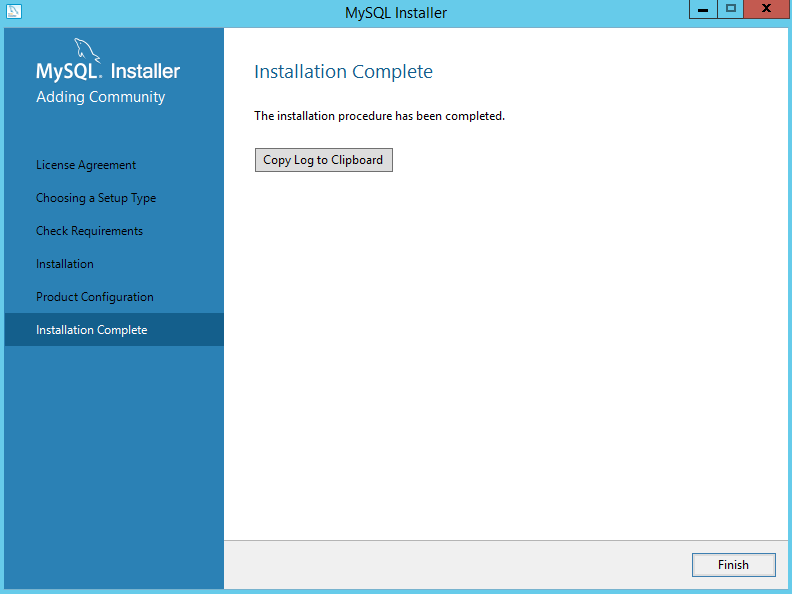 MySQL Installer
MySQL. Installer
Adding Community
License Agreement
Choosing a Setup Type
Check Requirements
Installation
Product Configuration
Installation Complete
Installation Complete
The installation procedure has been completed.
Copy Log to Clipboard
Finish